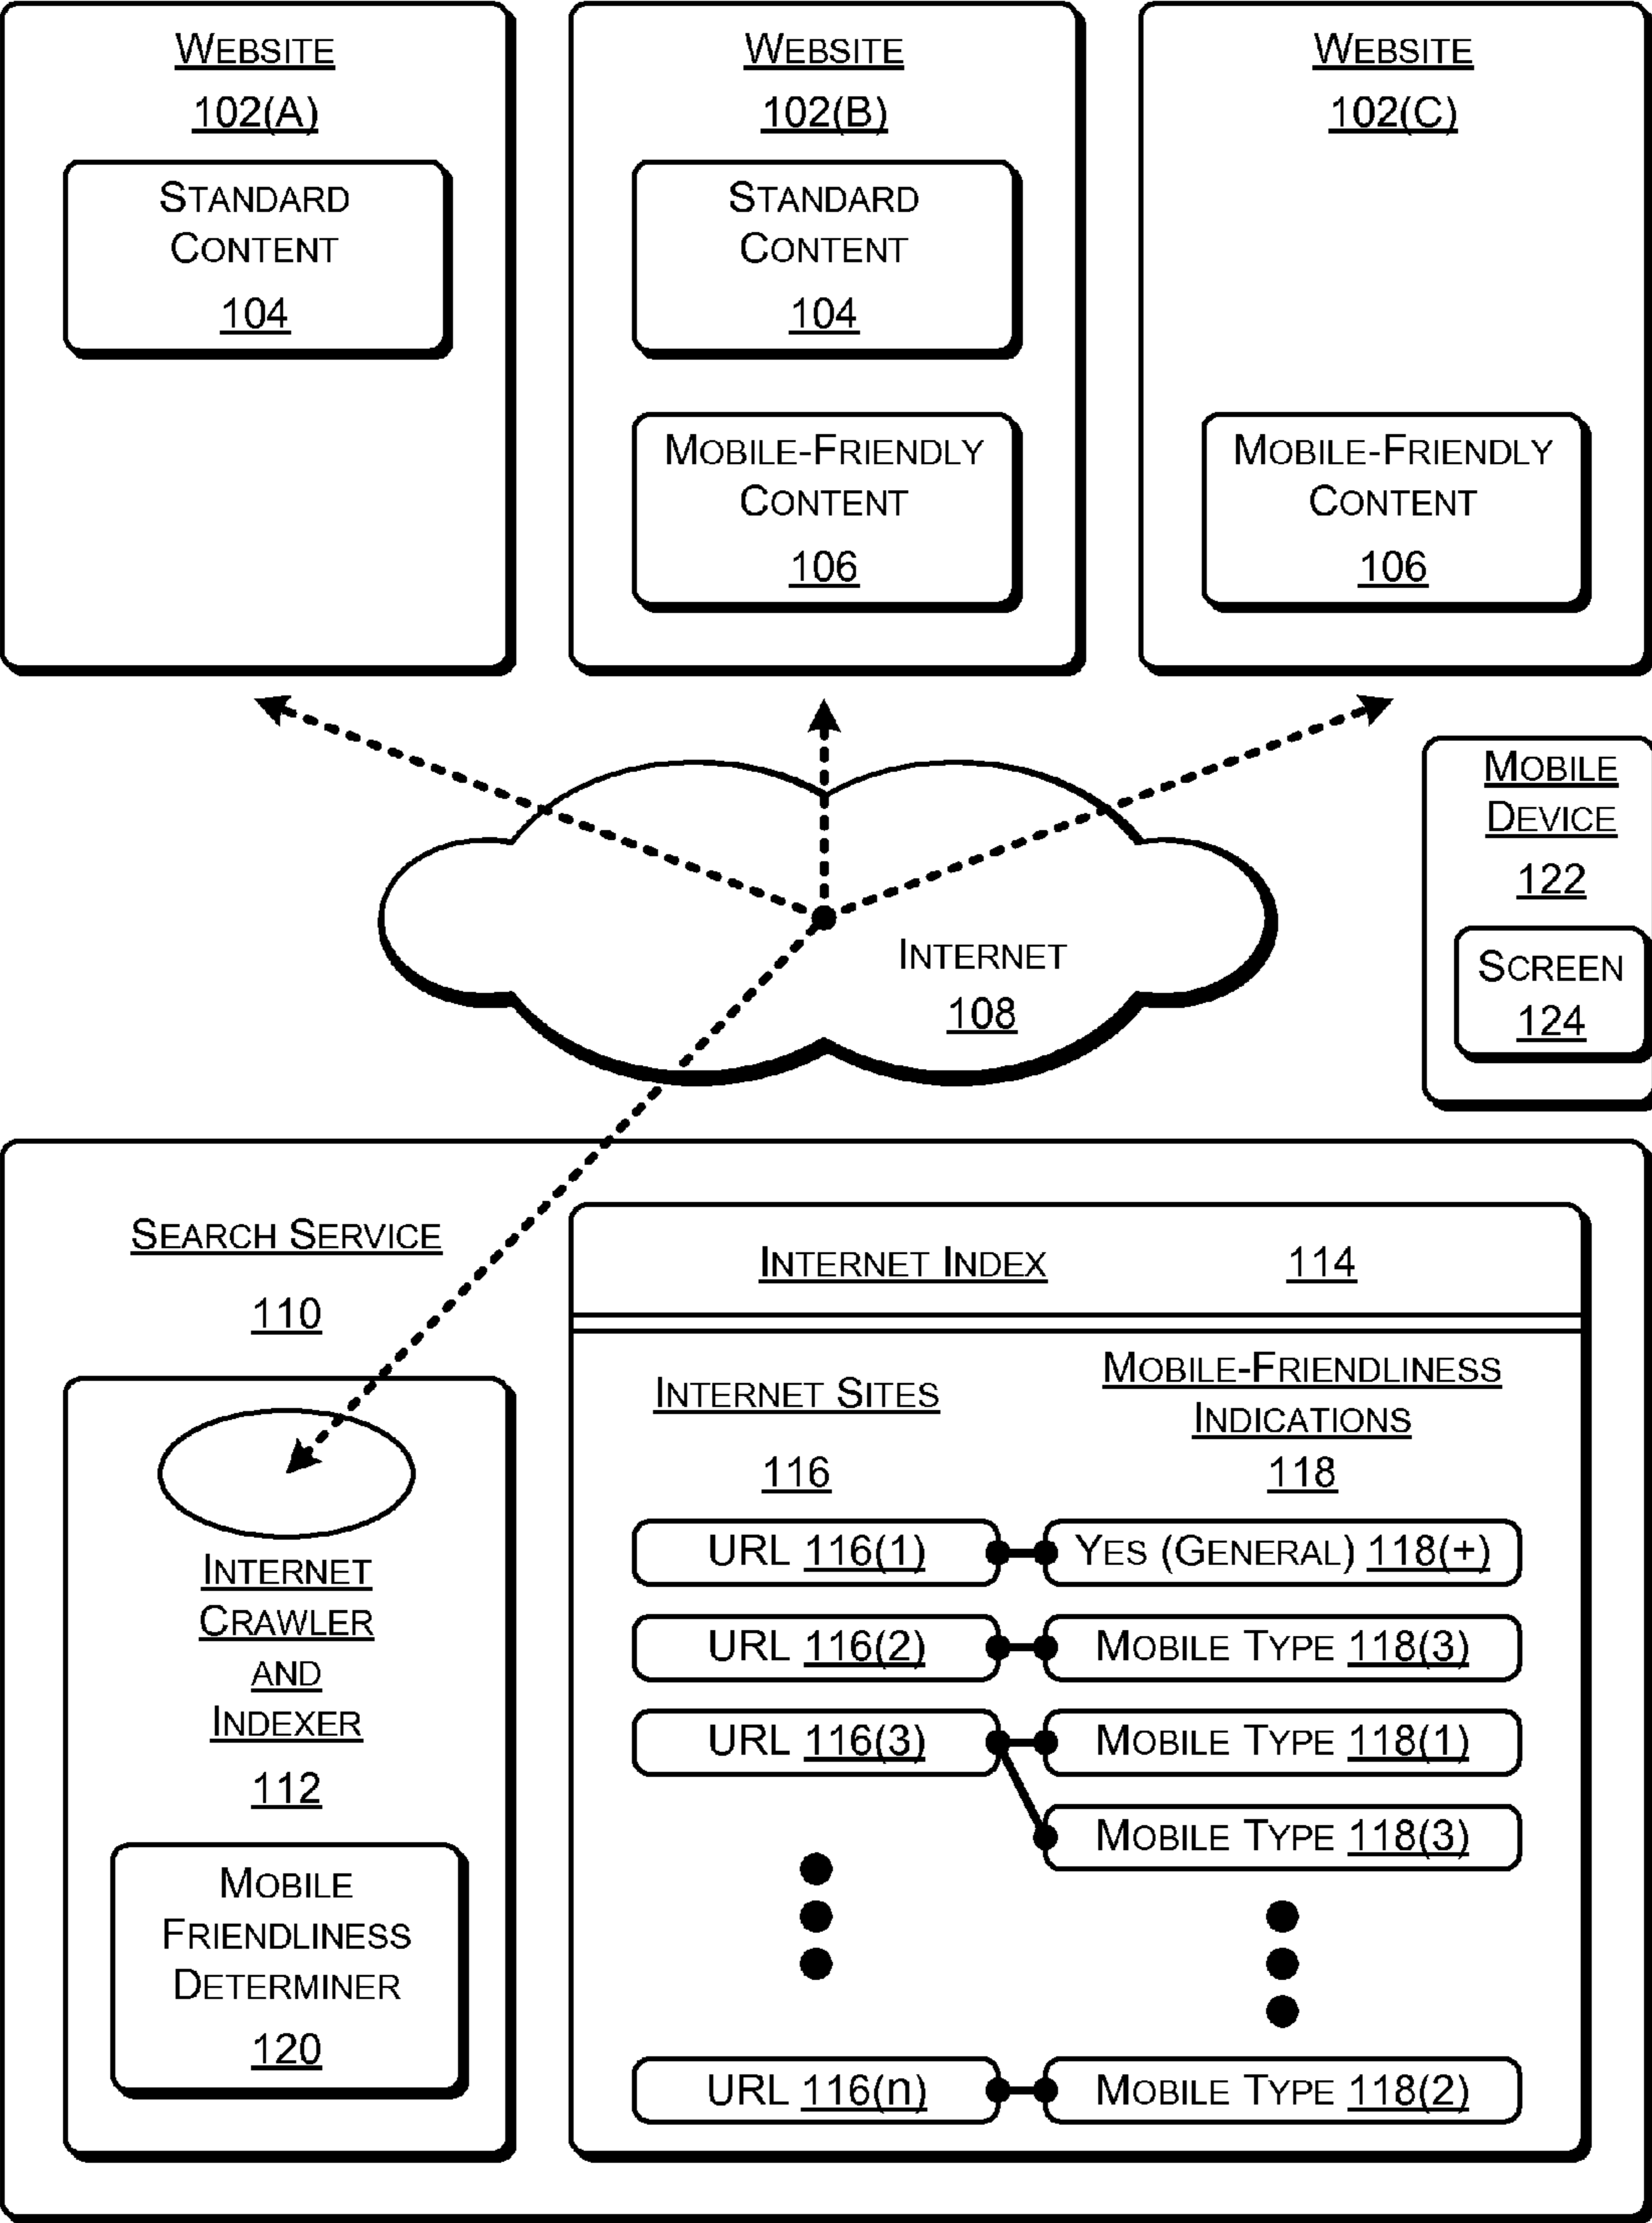 WEBSITE
102(A)
STANDARD
CONTENT
104
WEBSITE
102(B)
STANDARD
CONTENT
104
MOBILE-FRIENDLY
CONTENT
106
WEBSITE
102(C)
MOBILE-FRIENDLY
CONTENT
106
INTERNET
108
MOBILE
DEVICE
122
SCREEN
124
SEARCH SERVICE
110
INTERNET
CRAWLER
AND
INDEXER
112
MOBILE
FRIENDLINESS
DETERMINER
120
INTERNET INDEX 114
INTERNET SITES
116
MOBILE-FRIENDLINESS
INDICATIONS
118
URL 116(1) YES (GENERAL) 118(+)
URL 116(2) MOBILE TYPE 118(3)
URL 116(3) MOBILE TYPE 118(1)
MOBILE TYPE 118(3)
URL 116(n) MOBILE TYPE 118(2)